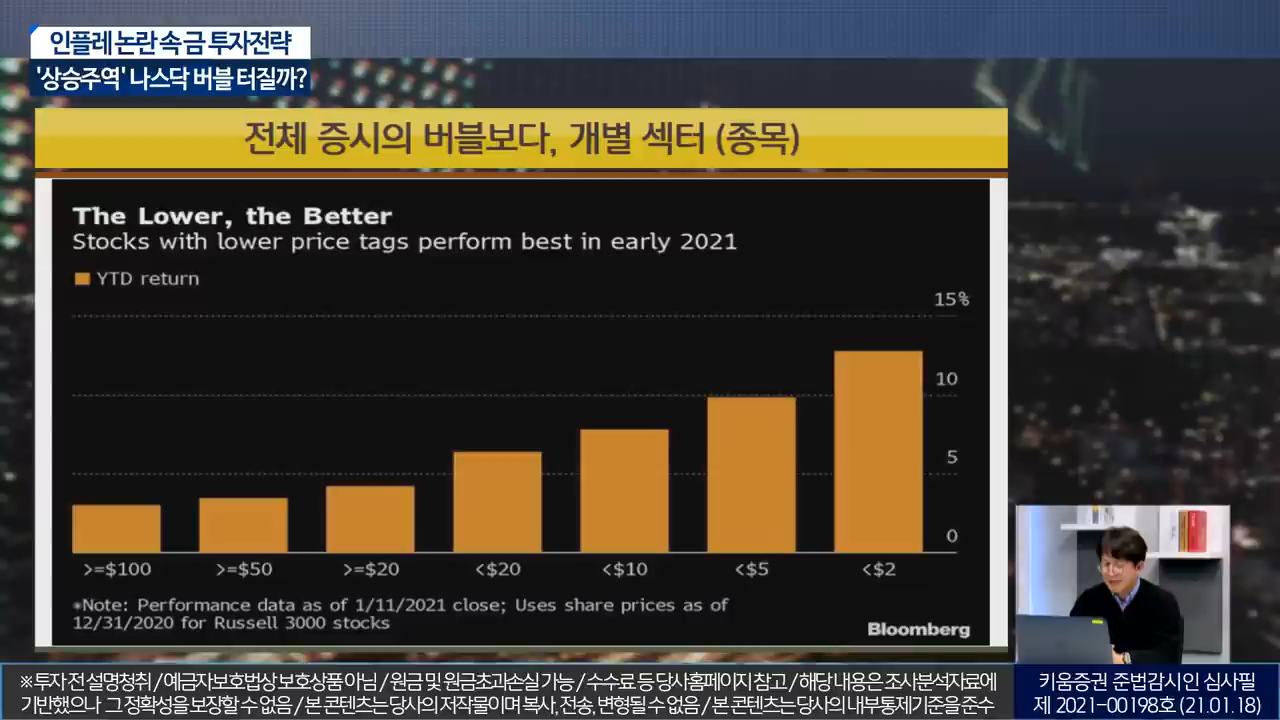 인플레 논란 속 금 투자전략
'상승주역' 나스닥 버블 터질까?
전체 증시의 버블보다, 개별 섹터 (종목)
The Lower, the Better
Stocks with lower price tags perform best in early 2021
YTD return
15%
10
5
0
>=$100 >=$50 >=$20 <$20 <$10 <$5 <$2
*Note: Performance data as of 1/11/2021 close; Uses share prices as of
12/31/2020 for Russell 3000 stocks
Bloomberg
※ 투자 전 설명청취 / 예금자보호법상 보호상품 아님 / 원금 및 원금초과손실 가능 / 수수료 등 당사홈페이지 참고 / 해당 내용은 조사분석자료에
기반했으나 그 정확성을 보장할 수 없음 / 본 콘텐츠는 당사의 저작물이며 복사, 전송, 변형될 수 없음 / 본 콘텐츠는 당사의 내부통제기준을 준수
키움증권 준법감시인 심사필
제 2021-00198호 (21.01.18)